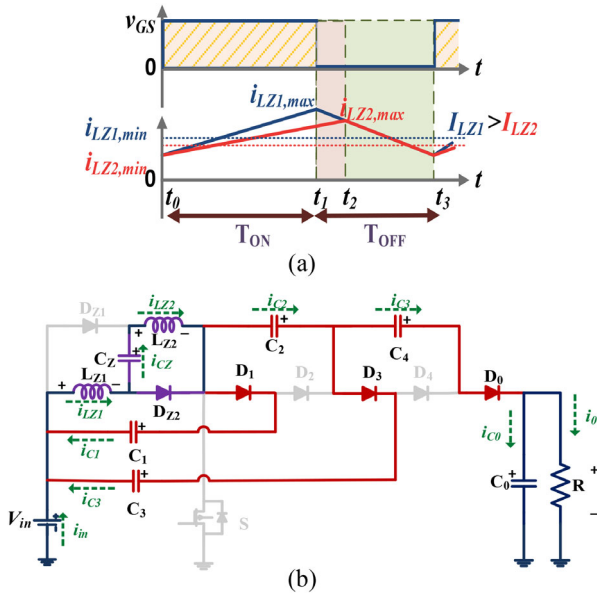 vGS
0
t
iLZ1,max
iLZ2,max
iLZ1,min
ILZ1>ILZ2
iLZ2,min
0
t
t0
t1
t2
t3
TON
TOFF
(a)
DZ1
iLZ2
iC2
iC3
+ LZ2 −
+
+
CZ
iCZ
C2
C4
LZ1
+ −
D1
D2
D3
D4
D0
iLZ1
DZ2
iC0
i0
iC1
+
C1
iC3
+
C3
S
C0
+
R
+
−
Vin
+
iin
(b)